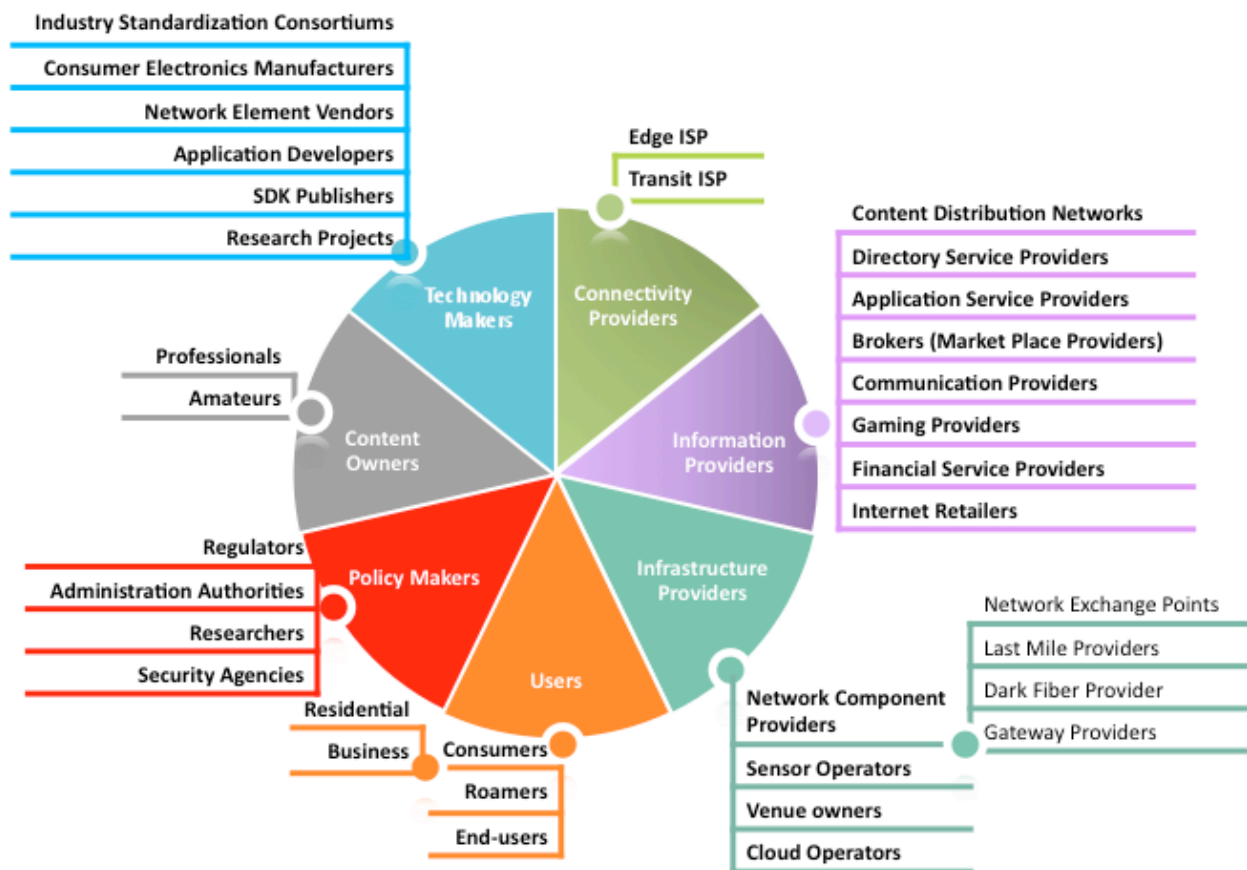 Industry Standardization Consortiums
Consumer Electronics Manufacturers
Network Element Vendors
Application Developers
SDK Publishers
Research Projects
Edge ISP
Transit ISP
Content Distribution Networks
Directory Service Providers
Application Service Providers
Brokers (Market Place Providers)
Communication Providers
Gaming Providers
Financial Service Providers
Internet Retailers
Technology
Makers
Connectivity
Providers
Professionals
Amateurs
Content
Owners
Information
Providers
Regulators
Administration Authorities
Researchers
Security Agencies
Policy Makers
Users
Infrastructure
Providers
Network Exchange Points
Last Mile Providers
Dark Fiber Provider
Gateway Providers
Network Component
Providers
Sensor Operators
Venue owners
Cloud Operators
Residential
Business
Consumers
Roamers
End-users